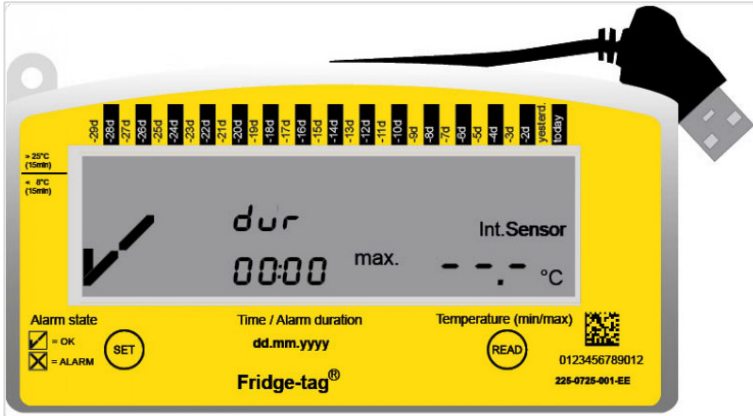 -29d -28d -27d -26d -25d -24d -23d -22d -21d -20d -19d -18d -17d -16d -15d -14d -13d -12d -11d -10d -9d -8d -7d -6d -5d -4d -3d -2d yesterd. today
> 25°C
(15min)
(15min)
dur
Int.Sensor
00:00 max. --.- °C
Alarm state
= OK
= ALARM
SET
Time / Alarm duration
dd.mm.yyyy
Temperature (min/max)
READ
0123456789012
225-0725-001-EE
Fridge-tag®